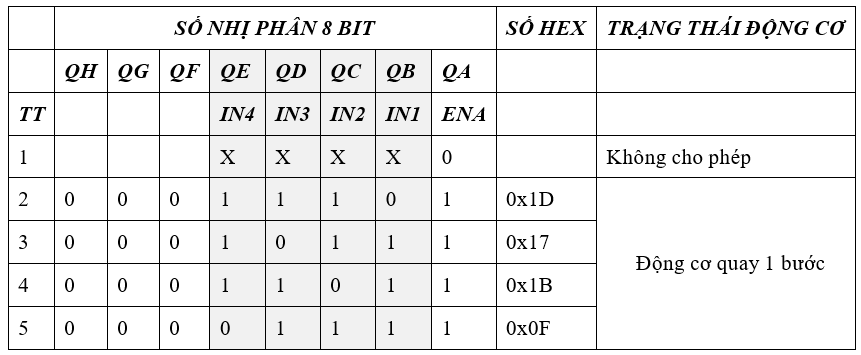 SỐ NHỊ PHÂN 8 BIT SỐ HEX TRẠNG THÁI ĐỘNG CƠ
QH QG QF QE QD QC QB QA
TT IN4 IN3 IN2 IN1 ENA
1 X X X X 0 Không cho phép
2 0 0 0 1 1 1 0 1 0x1D
3 0 0 0 1 0 1 1 1 0x17
Động cơ quay 1 bước
4 0 0 0 1 1 0 1 1 0x1B
5 0 0 0 0 1 1 1 1 0x0F